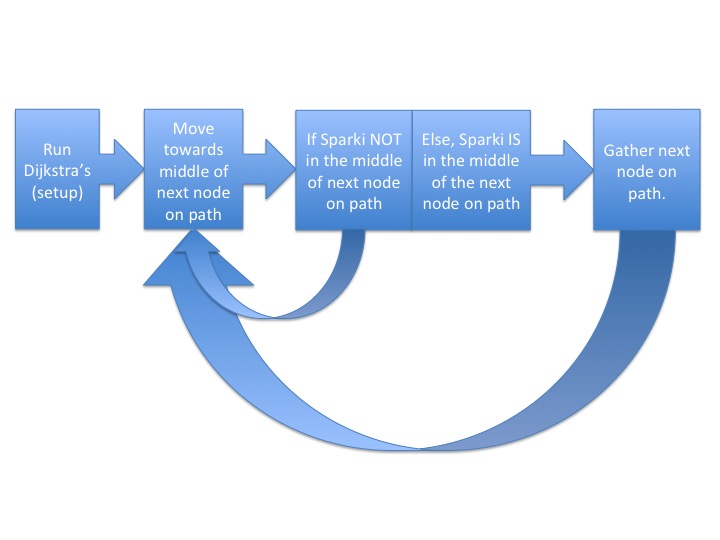 Run
Dijkstra's
(setup)
Move
towards
middle of
next node
on path
If Sparki NOT
in the middle
of next node
on path
Else, Sparki IS
in the middle
of the next
node on path
Gather next
node on
path.